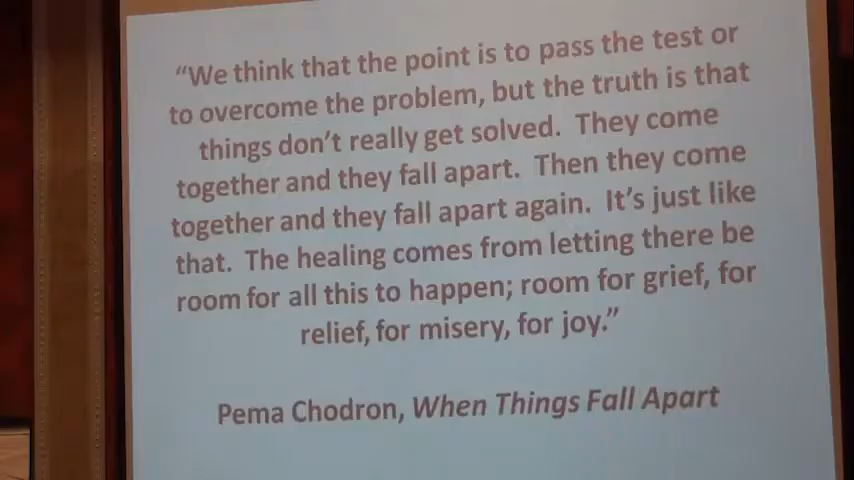 “We think that the point is to pass the test or
to overcome the problem, but the truth is that
things don’t really get solved.  They come
together and they fall apart.  Then they come
together and they fall apart again.  It’s just like
that.  The healing comes from letting there be
room for all this to happen; room for grief, for
relief, for misery, for joy.”
Pema Chodron, When Things Fall Apart